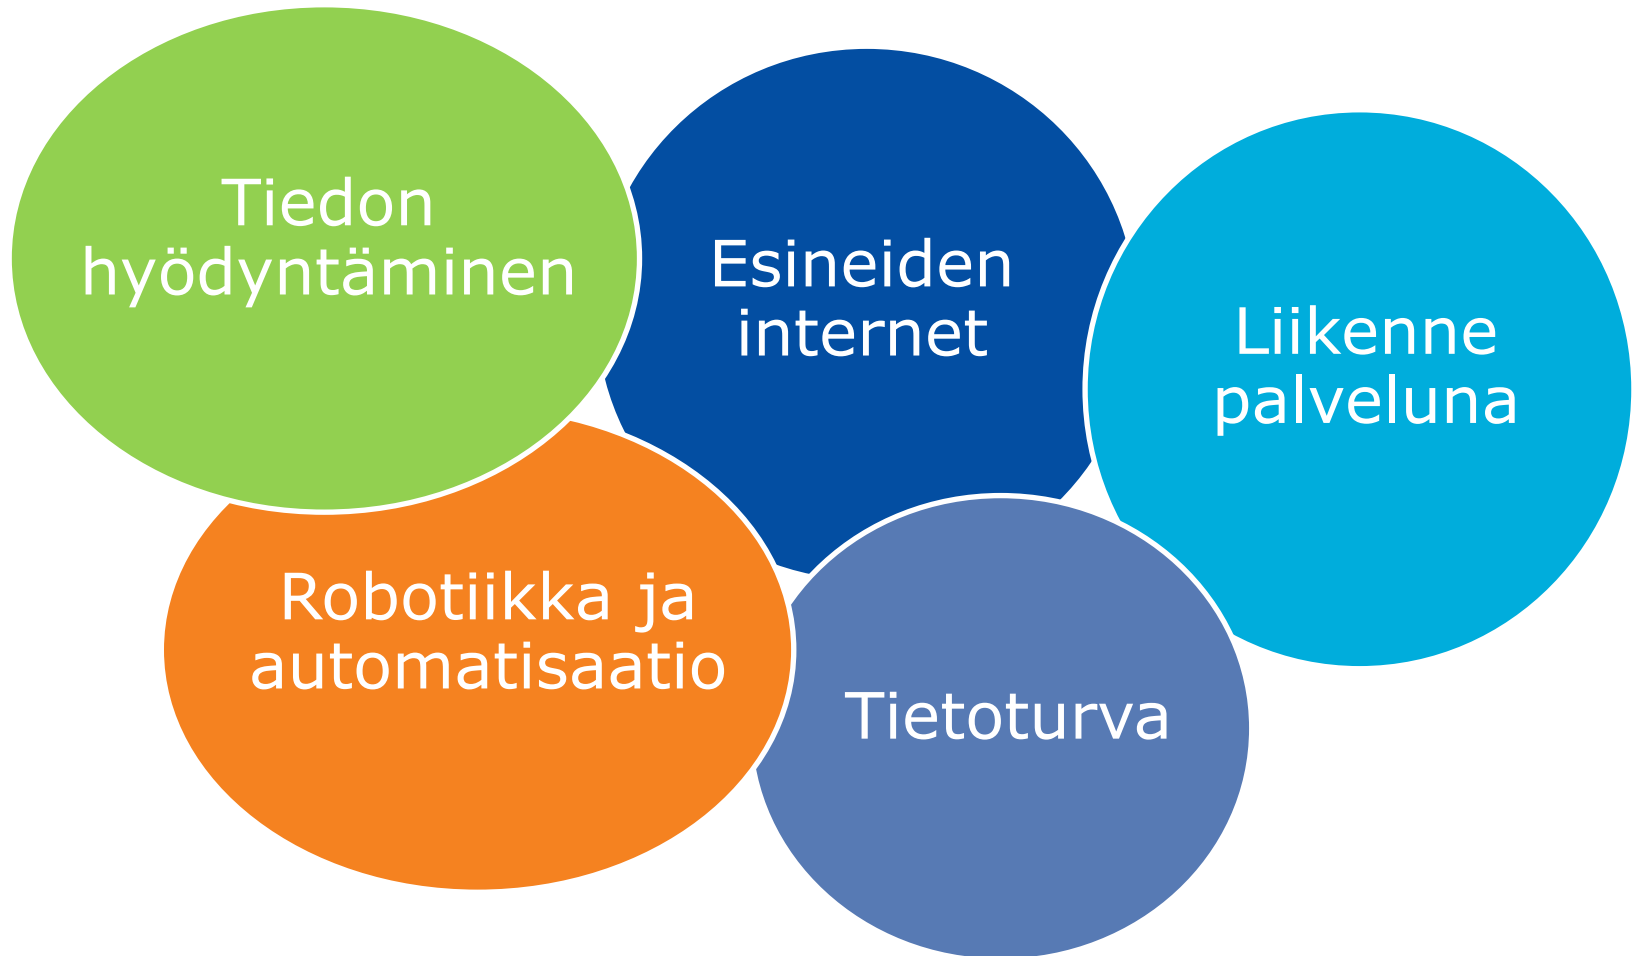 Tiedon
hyödyntäminen
Esineiden
internet
Liikenne
palveluna
Robotiikka ja
automatisaatio
Tietoturva